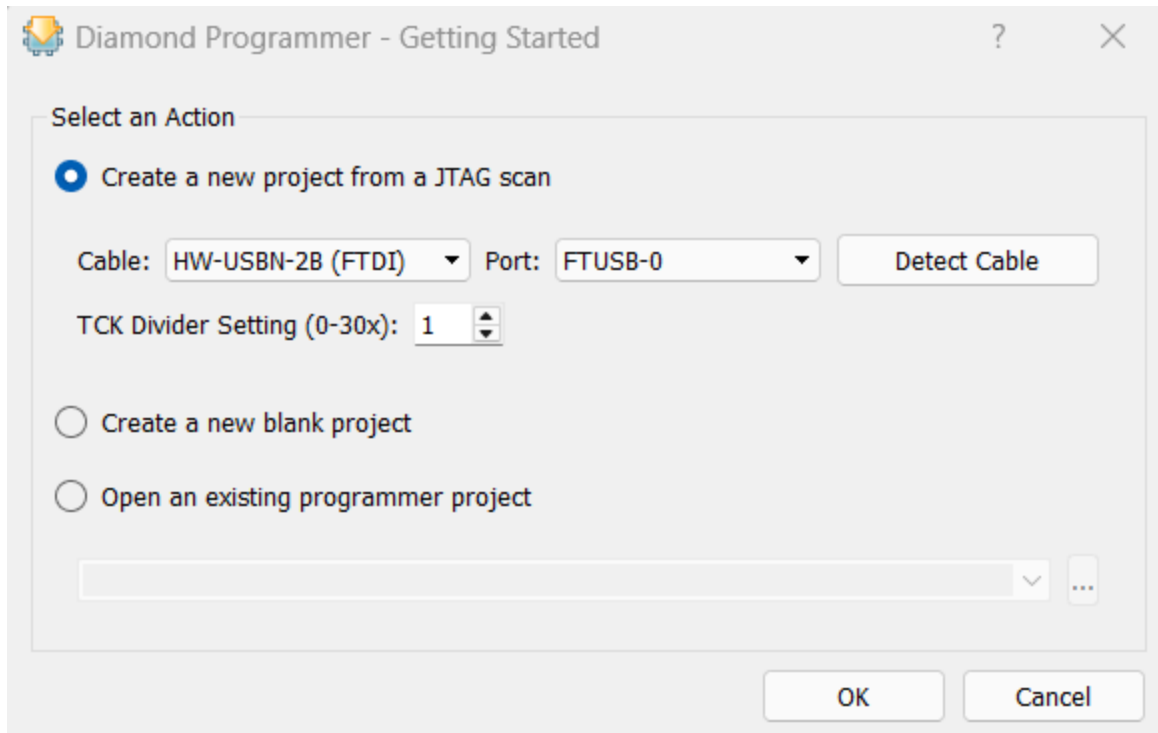 Diamond Programmer - Getting Started ?
Select an Action
Create a new project from a JTAG scan
Cable: HW-USBN-2B (FTDI) Port: FTUSB-0 Detect Cable
TCK Divider Setting (0-30x): 1
Create a new blank project
Open an existing programmer project
...
OK Cancel